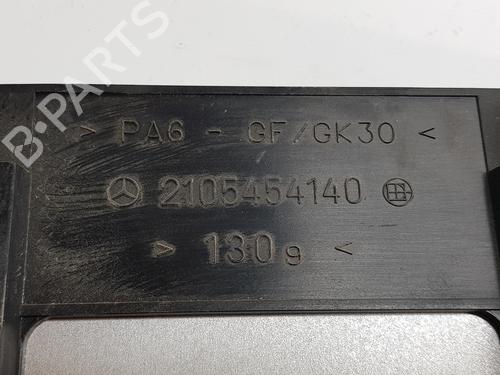 B-PARTS
> PA6 - GF/GK30 <
2105454140
> 130g <